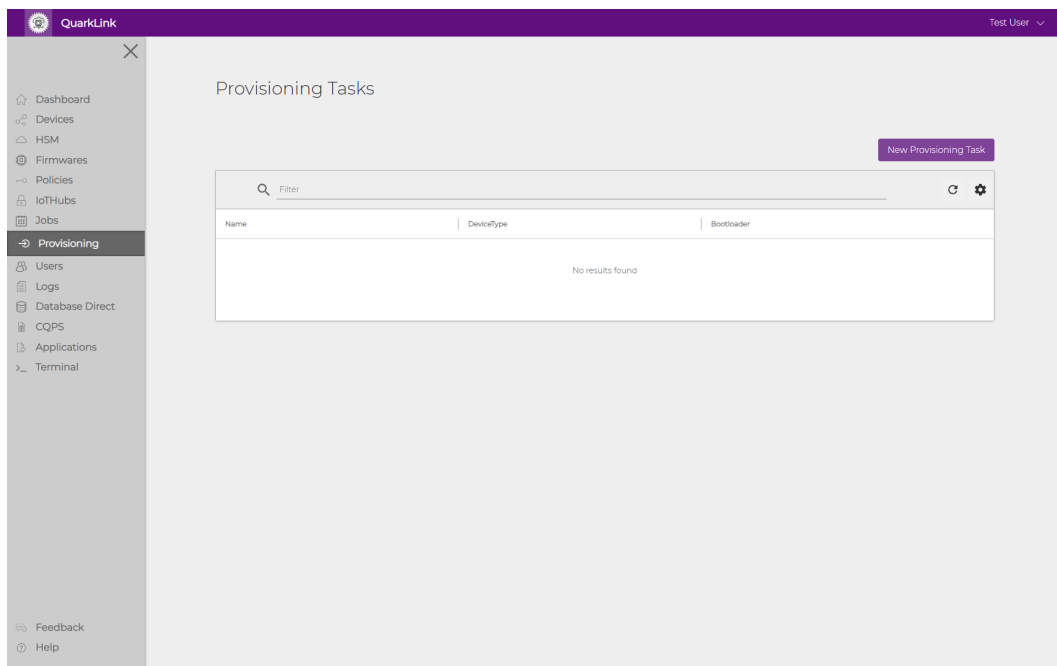 QuarkLink
Test User
Dashboard
Devices
HSM
Firmwares
Policies
IoTHubs
Jobs
Provisioning
Users
Logs
Database Direct
CQPS
Applications
Terminal
Feedback
Help
Provisioning Tasks
New Provisioning Task
Filter
Name DeviceType Bootloader
No results found